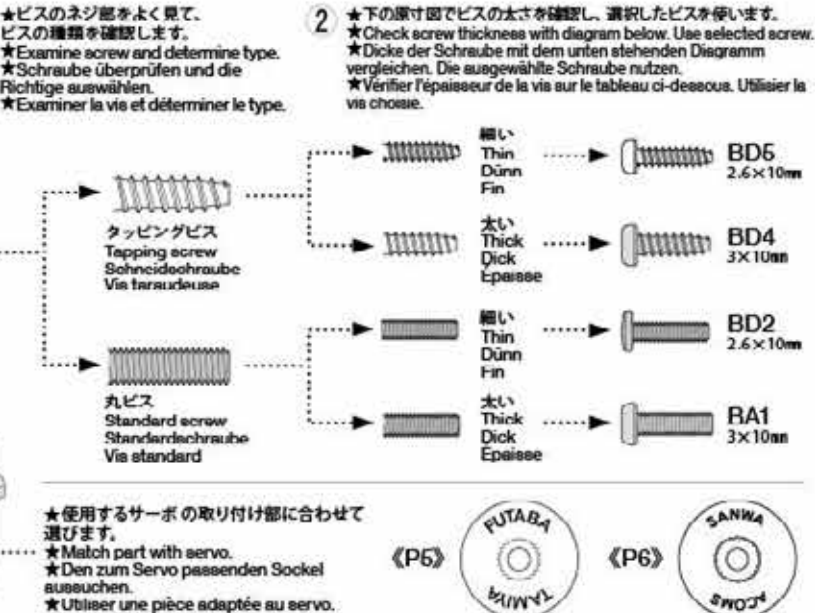 ★ビスのネジ部をよく見て、
ビスの種類を確認します。
★Examine screw and determine type.
★Schraube überprüfen und die
Richtige auswählen.
★Examiner la vis et déterminer le type.
2
★下の原寸図でビスの太さを確認し、選択したビスを使います。
★Check screw thickness with diagram below. Use selected screw.
★Dicke der Schraube mit dem unten stehenden Diagramm
vergleichen. Die ausgewählte Schraube nutzen.
★Vérifier l'épaisseur de la vis sur le tableau ci-dessous. Utilisier la
vis choisie.
タッピングビス
Tapping screw
Schneidschraube
Vis taraudeuse
細い
Thin
Dünn
Fin
BD5
2.6×10mm
太い
Thick
Dick
Épaisse
BD4
3×10mm
丸ビス
Standard screw
Standardschraube
Vis standard
細い
Thin
Dünn
Fin
BD2
2.6×10mm
太い
Thick
Dick
Épaisse
BA1
3×10mm
★使用するサーボの取り付け部に合わせて
選びます。
★Match part with servo.
★Den zum Servo passenden Sockel
aussuchen.
★Utiliser une pièce adaptée au servo.
《P5》
FUTABA
TAMIYA
《P6》
SANWA
ACOMS